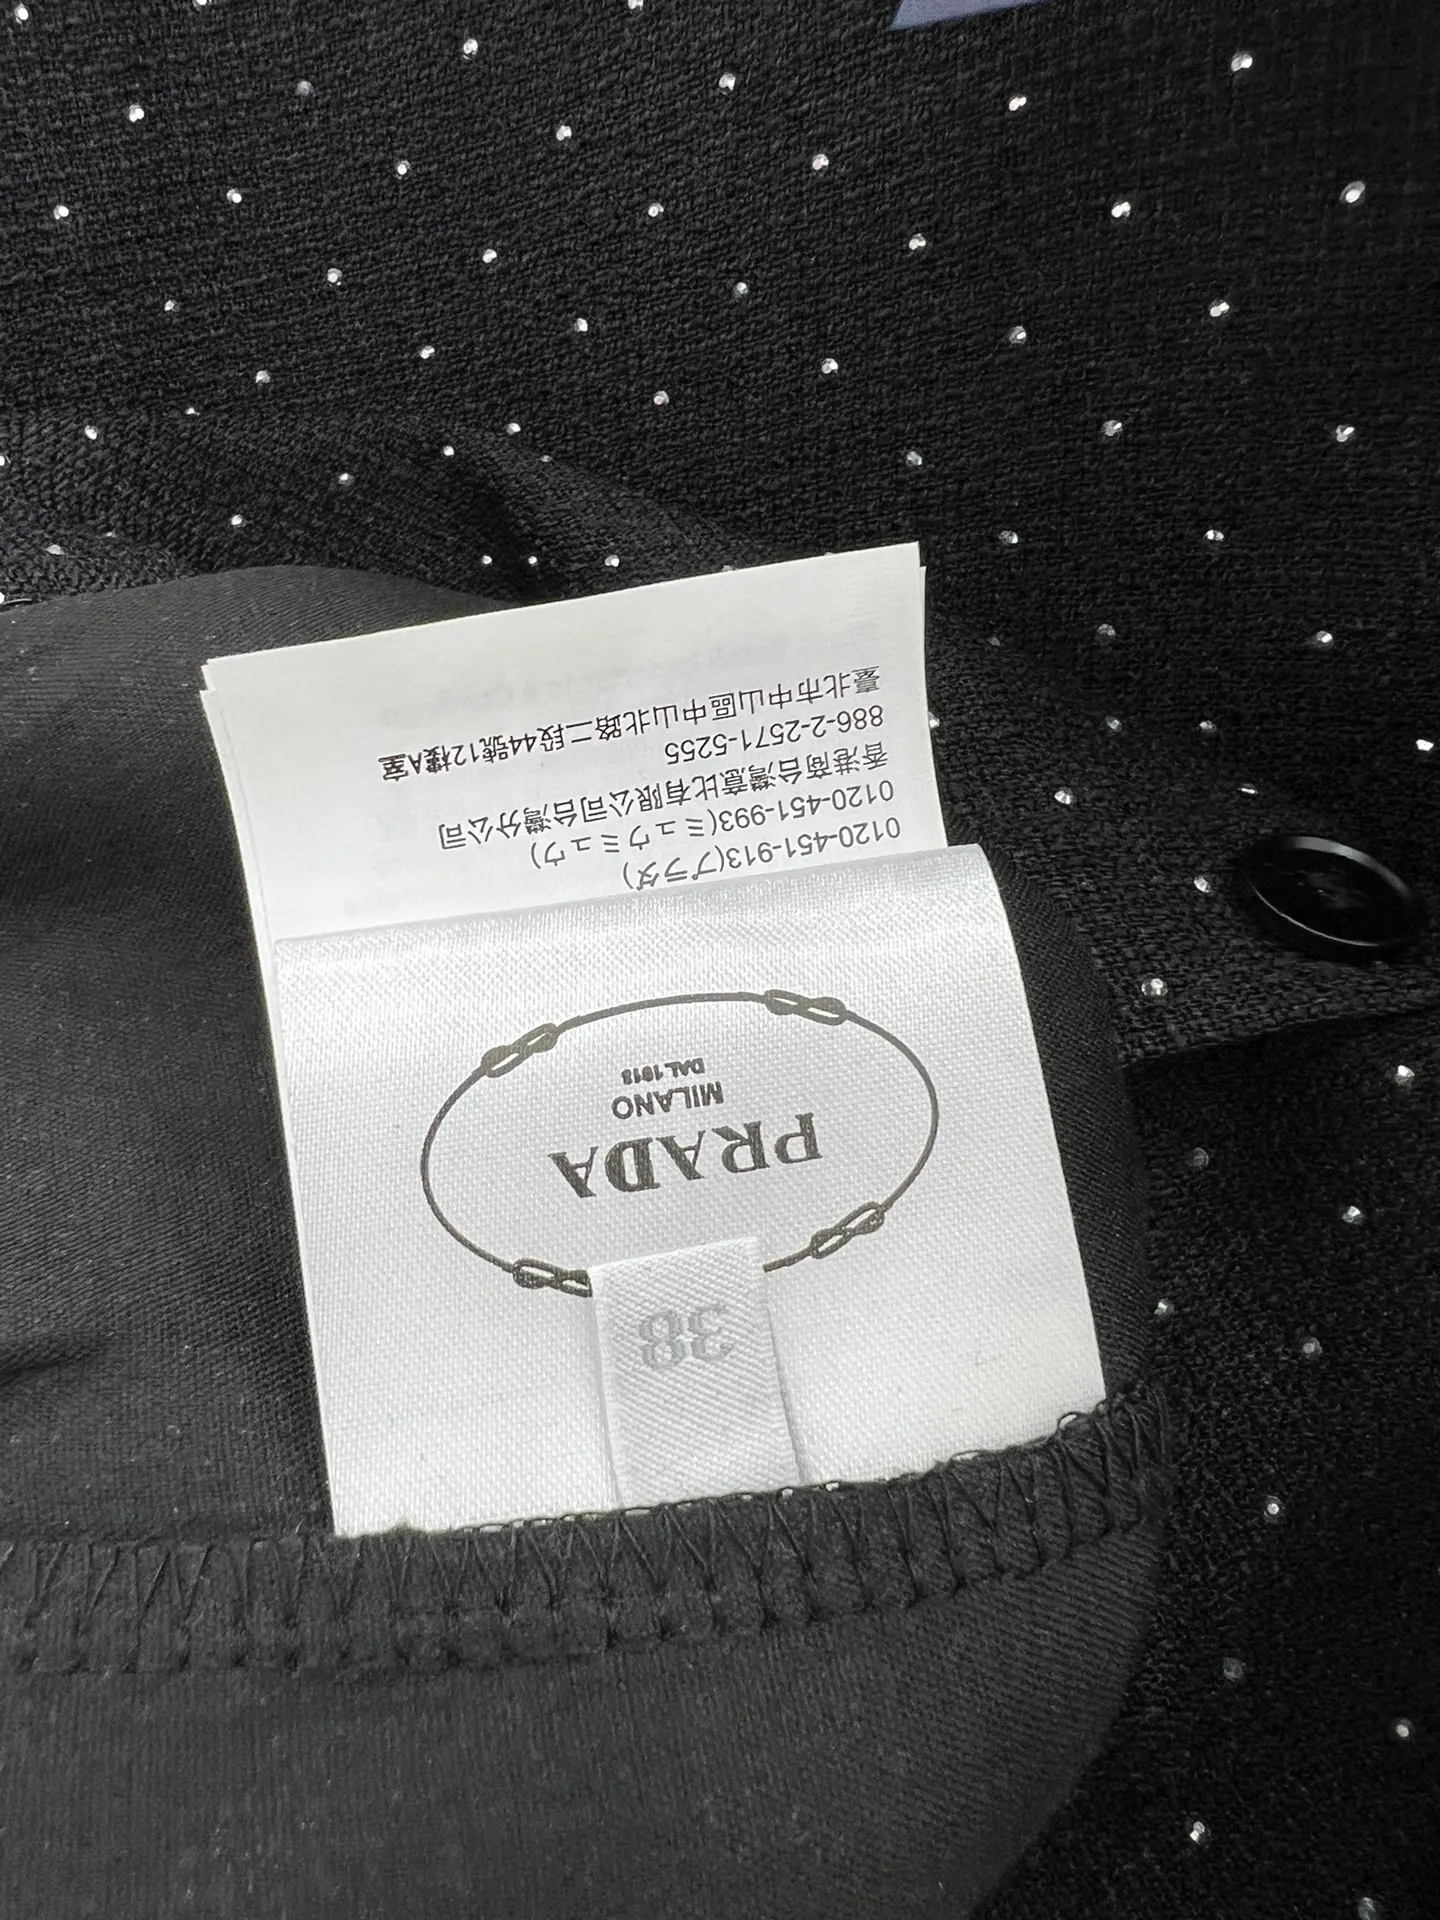 38
PRADA
MILANO
DAL 1913
0120-451-913(プラダ)
0120-451-993(ミュウミュウ)
香港商台灣意比有限公司台灣分公司
886-2-2571-5255
臺北市中山區中山北路二段44號12樓A室